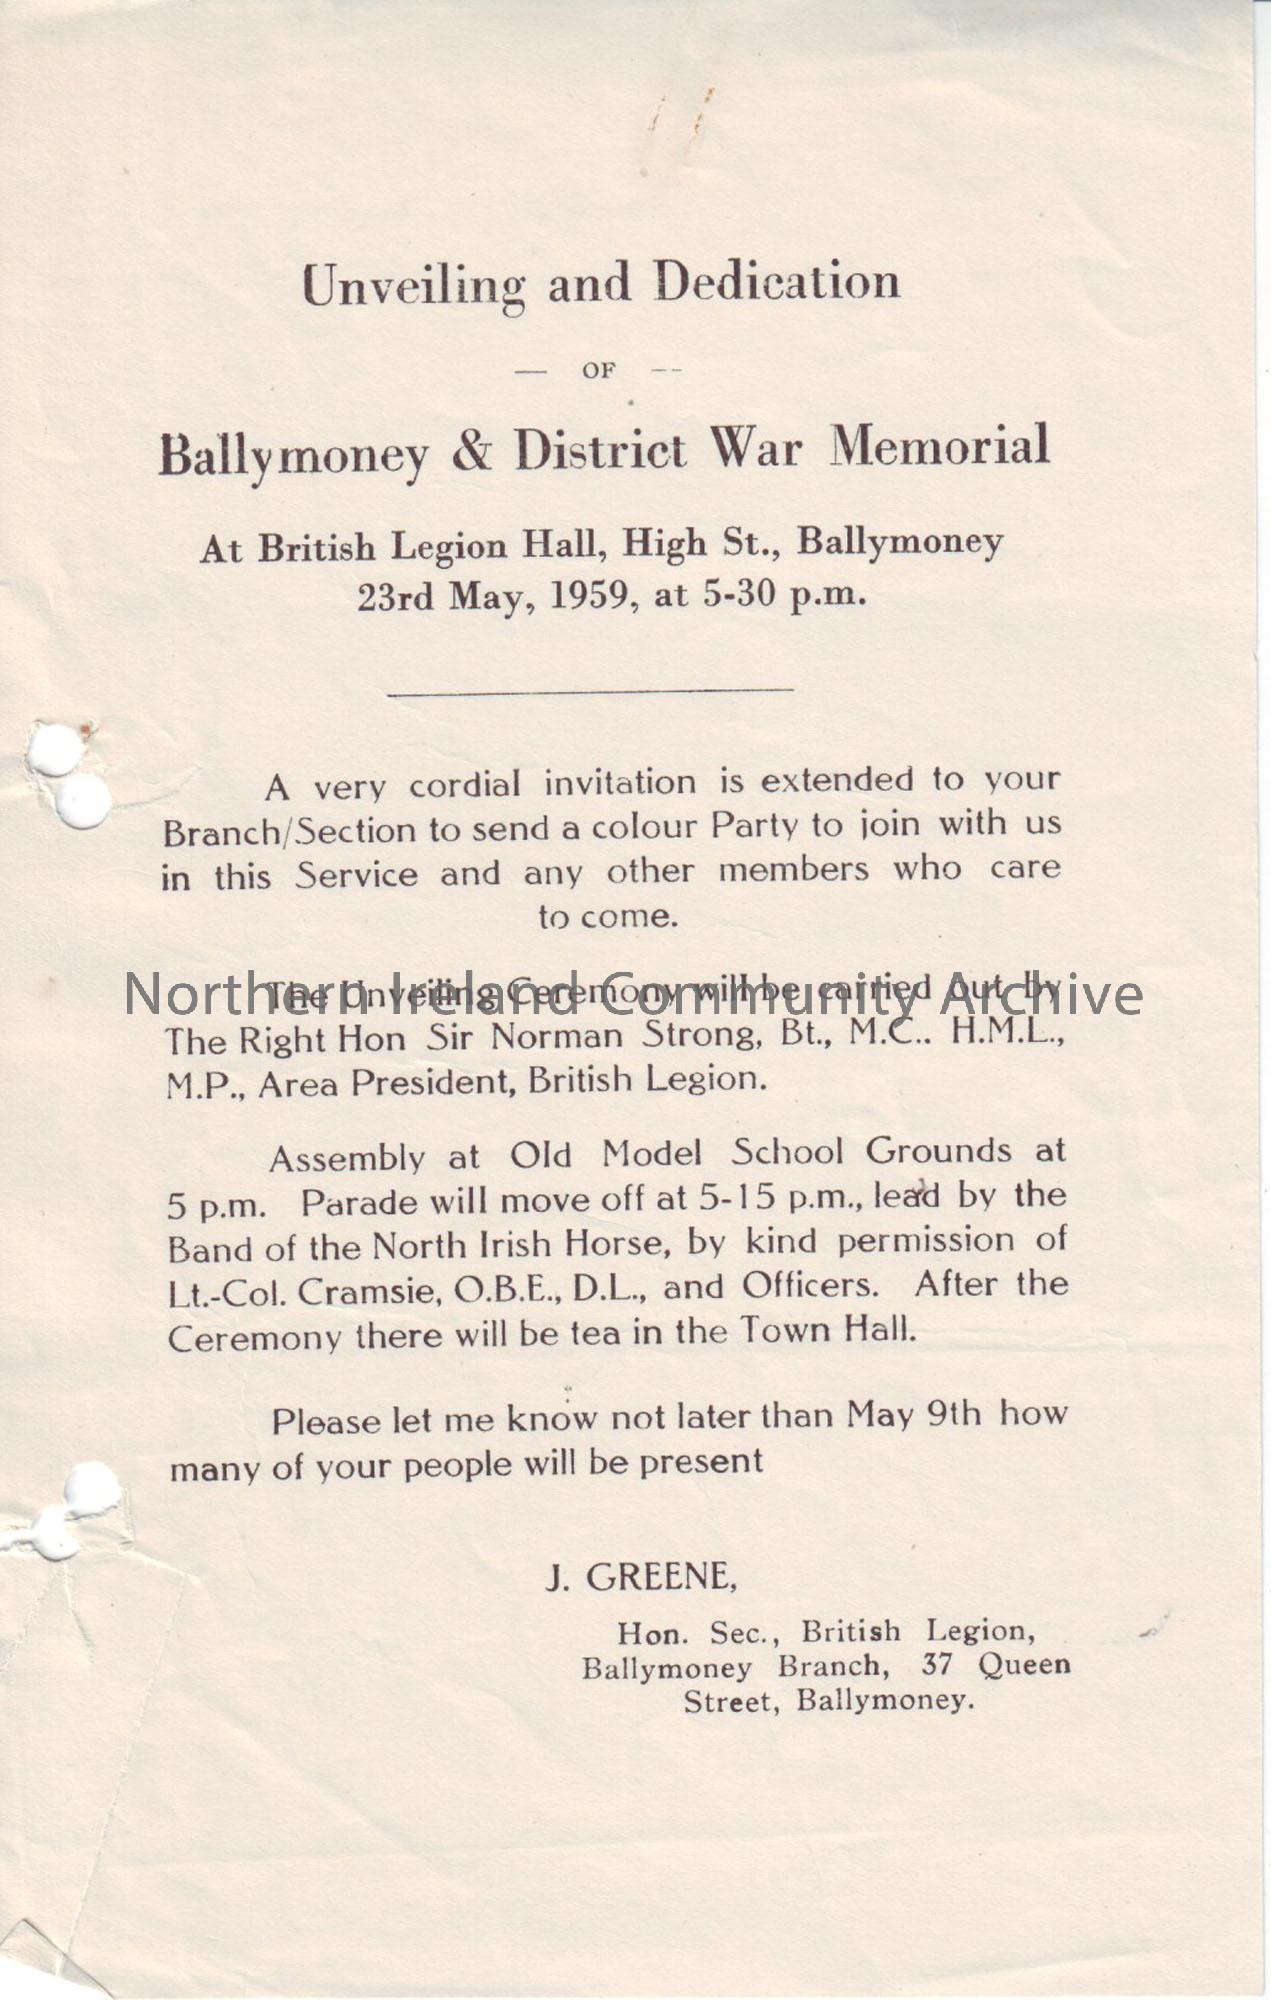 Unveiling and Dedication
— OF —
Ballymoney & District War Memorial
At British Legion Hall, High St., Ballymoney
23rd May, 1959, at 5-30 p.m.
A very cordial invitation is extended to your
Branch/Section to send a colour Party to join with us
in this Service and any other members who care
to come.
The Unveiling Ceremony will be carried out by
Northern Ireland Community Archive
The Right Hon Sir Norman Strong, Bt., M.C.. H.M.L.,
M.P., Area President, British Legion.
Assembly at Old Model School Grounds at
5 p.m. Parade will move off at 5-15 p.m., lead by the
Band of the North Irish Horse, by kind permission of
Lt.-Col. Cramsie, O.B.E., D.L., and Officers. After the
Ceremony there will be tea in the Town Hall.
Please let me know not later than May 9th how
many of your people will be present
J. GREENE,
Hon. Sec., British Legion,
Ballymoney Branch, 37 Queen
Street, Ballymoney.